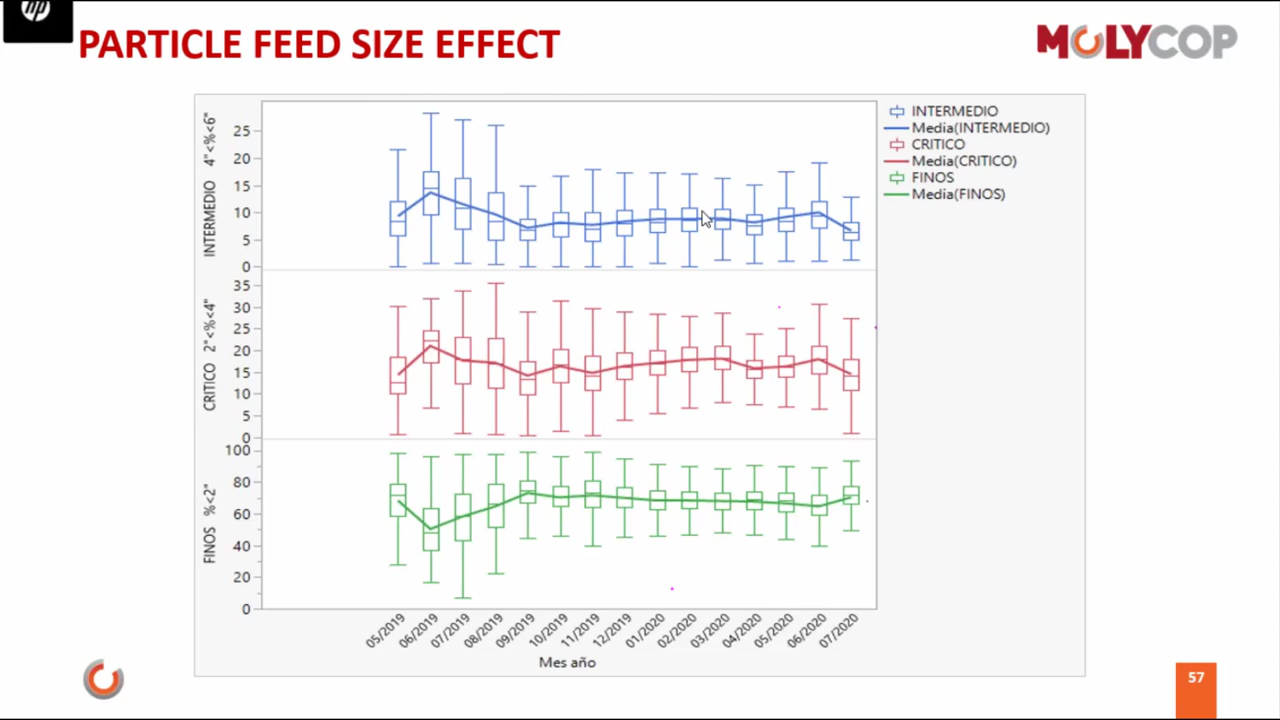 hp
PARTICLE FEED SIZE EFFECT
MOLYCOP
INTERMEDIO 4"<%<6"
25
20
15
10
5
0
CRITICO 2"<%<4"
35
30
25
20
15
10
5
0
FINOS %<2"
100
80
60
40
20
0
05/2019
06/2019
07/2019
08/2019
09/2019
10/2019
11/2019
12/2019
01/2020
02/2020
03/2020
04/2020
05/2020
06/2020
07/2020
Mes año
INTERMEDIO
Media(INTERMEDIO)
CRITICO
Media(CRITICO)
FINOS
Media(FINOS)
57